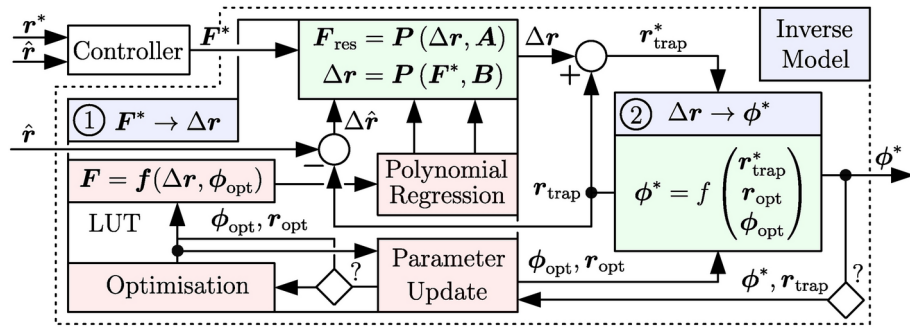 r*
r̂
Controller
F*
F_res = P (Δr, A)
Δr = P (F*, B)
Δr
+
r*_trap
Inverse
Model
1 F* → Δr
Δr̂
2 Δr → ϕ*
r̂
−
F = f(Δr, ϕ_opt)
Polynomial
Regression
r_trap
ϕ* = f ( r*_trap
r_opt
ϕ_opt )
ϕ*
LUT
ϕ_opt, r_opt
Optimisation
?
Parameter
Update
ϕ_opt, r_opt
ϕ*, r_trap
?